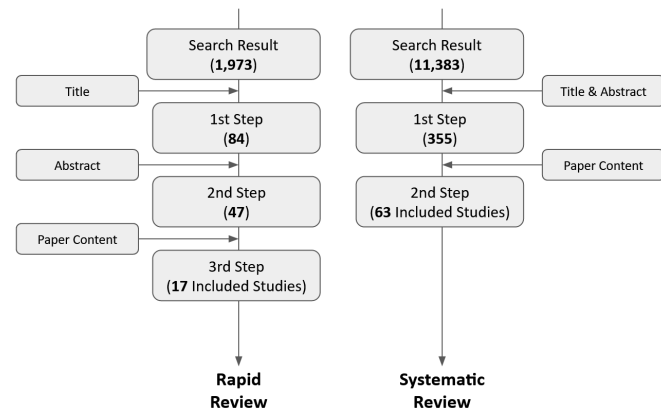 Search Result
(1,973)
Title
1st Step
(84)
Abstract
2nd Step
(47)
Paper Content
3rd Step
(17 Included Studies)
Rapid
Review
Search Result
(11,383)
Title & Abstract
1st Step
(355)
Paper Content
2nd Step
(63 Included Studies)
Systematic
Review